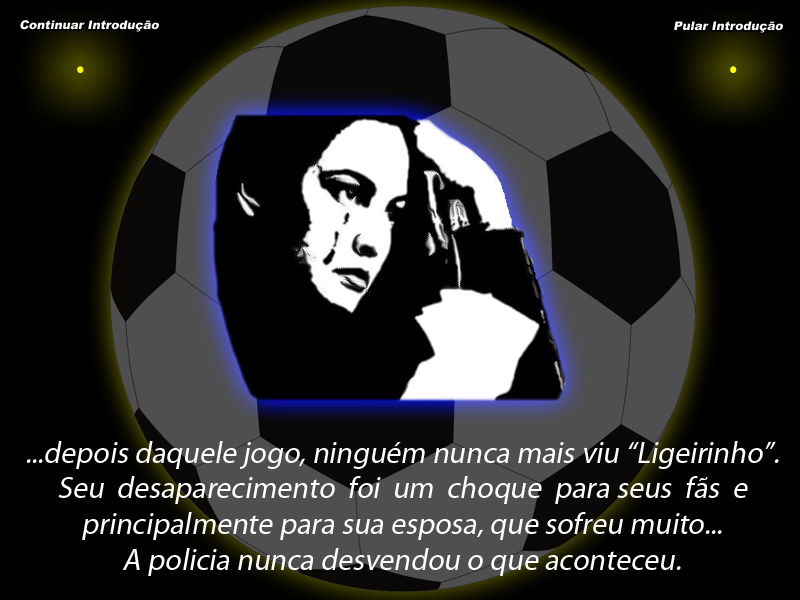 Continuar Introdução
Pular Introdução
...depois daquele jogo, ninguém nunca mais viu “Ligeirinho”.
Seu desaparecimento foi um choque para seus fãs e
principalmente para sua esposa, que sofreu muito...
A policia nunca desvendou o que aconteceu.